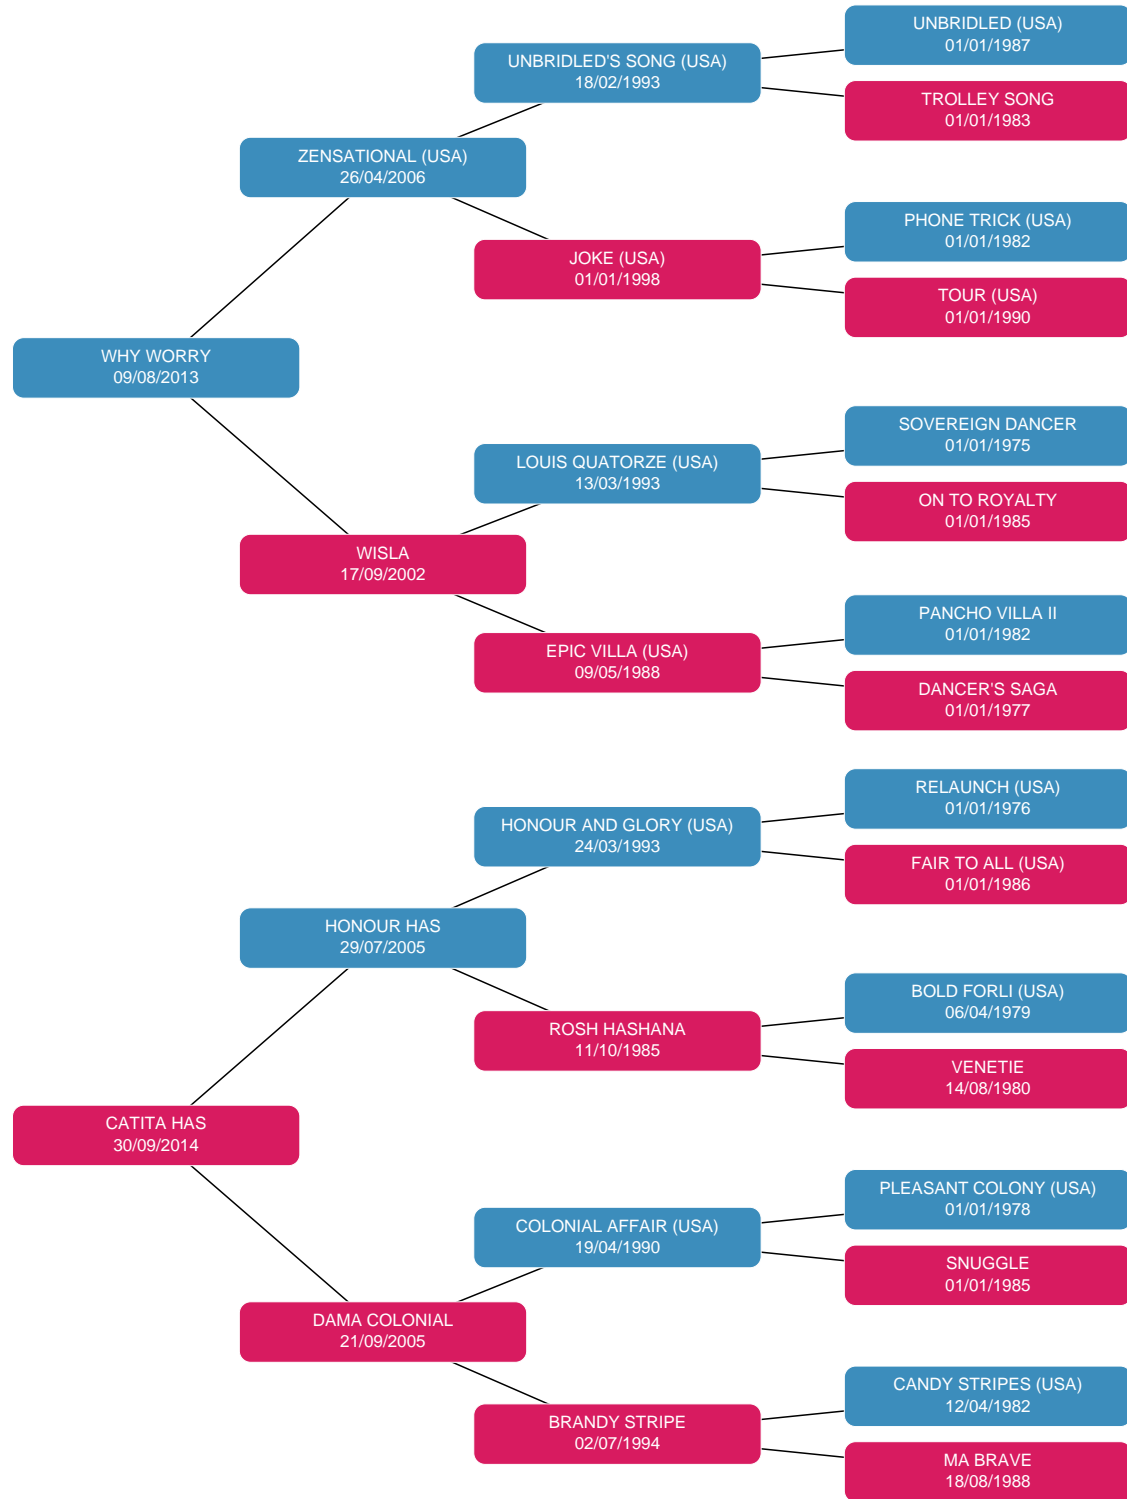 UNBRIDLED (USA)
01/01/1987
UNBRIDLED'S SONG (USA)
18/02/1993
TROLLEY SONG
01/01/1983
ZENSATIONAL (USA)
26/04/2006
PHONE TRICK (USA)
01/01/1982
JOKE (USA)
01/01/1998
TOUR (USA)
01/01/1990
WHY WORRY
09/08/2013
SOVEREIGN DANCER
01/01/1975
LOUIS QUATORZE (USA)
13/03/1993
ON TO ROYALTY
01/01/1985
WISLA
17/09/2002
PANCHO VILLA II
01/01/1982
EPIC VILLA (USA)
09/05/1988
DANCER'S SAGA
01/01/1977
RELAUNCH (USA)
01/01/1976
HONOUR AND GLORY (USA)
24/03/1993
FAIR TO ALL (USA)
01/01/1986
HONOUR HAS
29/07/2005
BOLD FORLI (USA)
06/04/1979
ROSH HASHANA
11/10/1985
VENETIE
14/08/1980
CATITA HAS
30/09/2014
PLEASANT COLONY (USA)
01/01/1978
COLONIAL AFFAIR (USA)
19/04/1990
SNUGGLE
01/01/1985
DAMA COLONIAL
21/09/2005
CANDY STRIPES (USA)
12/04/1982
BRANDY STRIPE
02/07/1994
MA BRAVE
18/08/1988